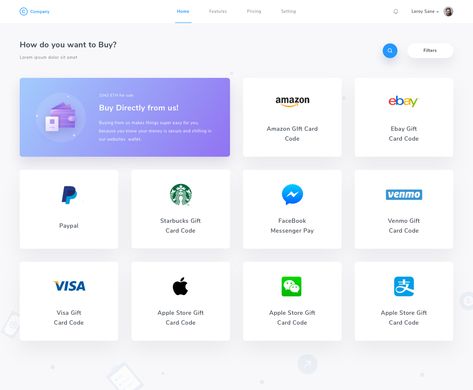 Company
Home
Features
Pricing
Setting
Leroy Sane
How do you want to Buy?
Lorem ipsum dolor sit amet
Filters
1042 ETH for sale
Buy Directly from us!
Buying from us makes things super easy for you,
because you know your money is secure and chilling in
our websites wallet.
amazon
Amazon Gift Card
Code
ebay
Ebay Gift
Card Code
Paypal
Starbucks Gift
Card Code
FaceBook
Messenger Pay
venmo
Venmo Gift
Card Code
VISA
Visa Gift
Card Code
Apple Store Gift
Card Code
Apple Store Gift
Card Code
支
Apple Store Gift
Card Code